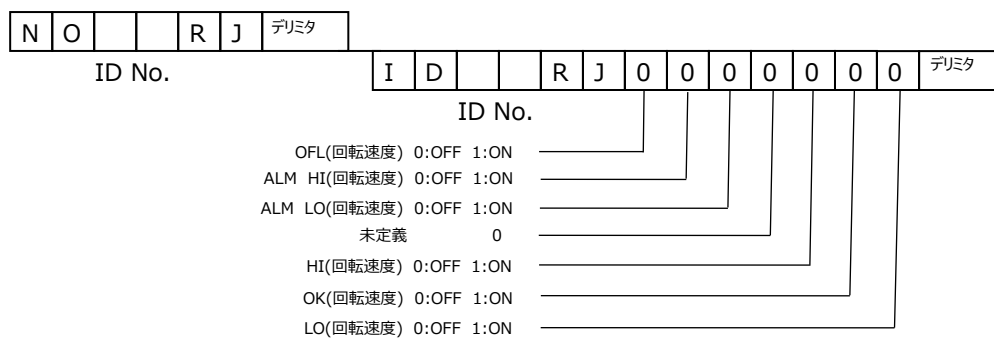 N O R J デリミタ
ID No.
I D R J 0 0 0 0 0 0 0 デリミタ
ID No.
OFL(回転速度) 0:OFF 1:ON
ALM HI(回転速度) 0:OFF 1:ON
ALM LO(回転速度) 0:OFF 1:ON
未定義 0
HI(回転速度) 0:OFF 1:ON
OK(回転速度) 0:OFF 1:ON
LO(回転速度) 0:OFF 1:ON